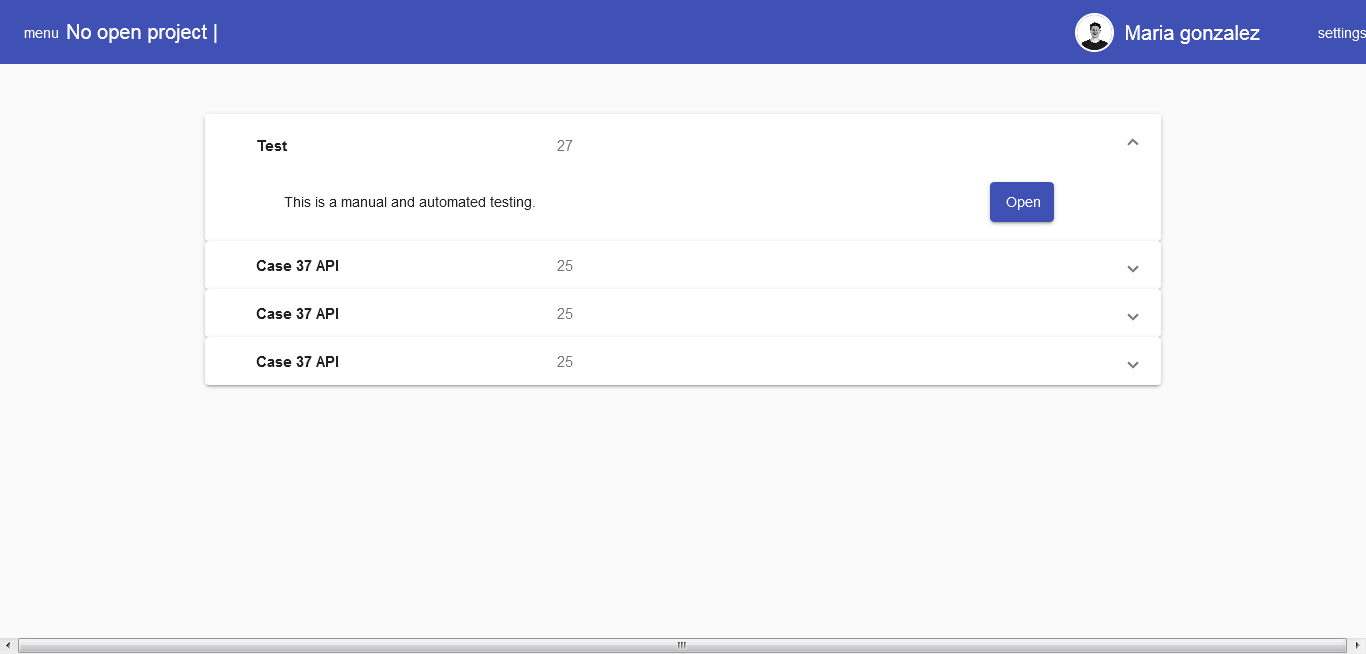 menu No open project | Maria gonzalez settings
Test 27
This is a manual and automated testing. Open
Case 37 API 25
Case 37 API 25
Case 37 API 25